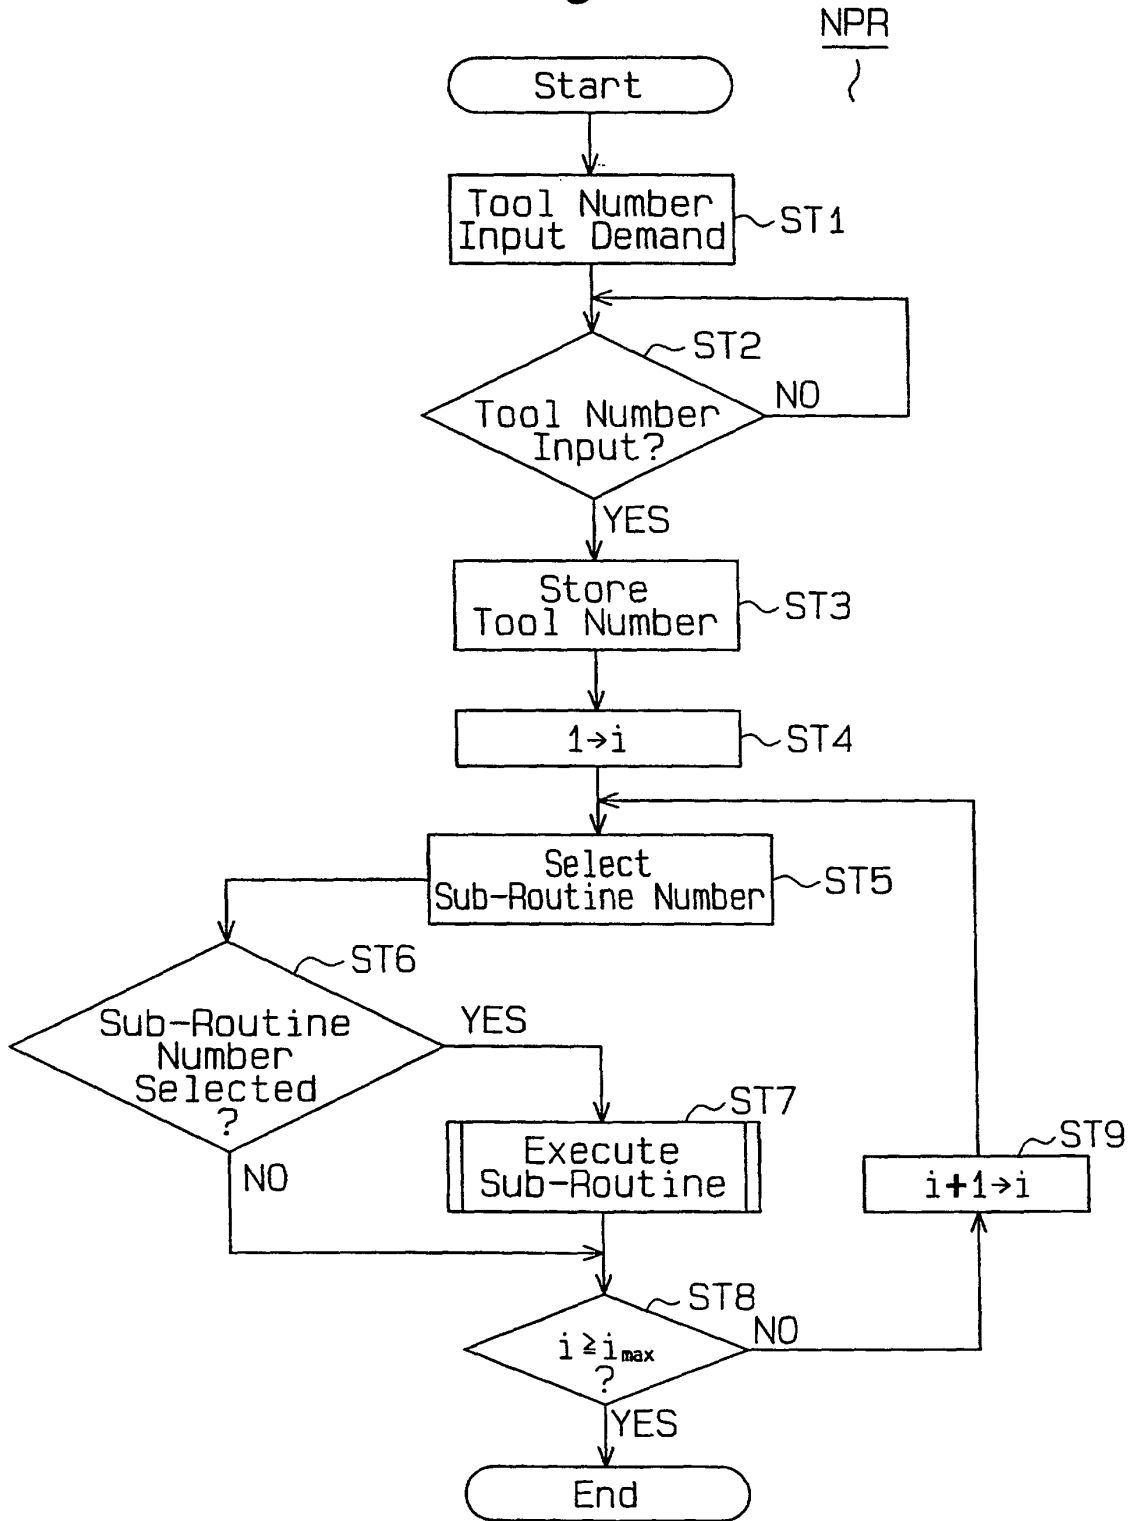 NPR
Start
Tool Number
Input Demand
ST1
ST2
NO
Tool Number
Input?
YES
Store
Tool Number
ST3
1→i
ST4
Select
Sub-Routine Number
ST5
ST6
YES
Sub-Routine
Number
Selected
?
NO
ST7
Execute
Sub-Routine
ST9
i+1→i
ST8
NO
i≧imax
?
YES
End